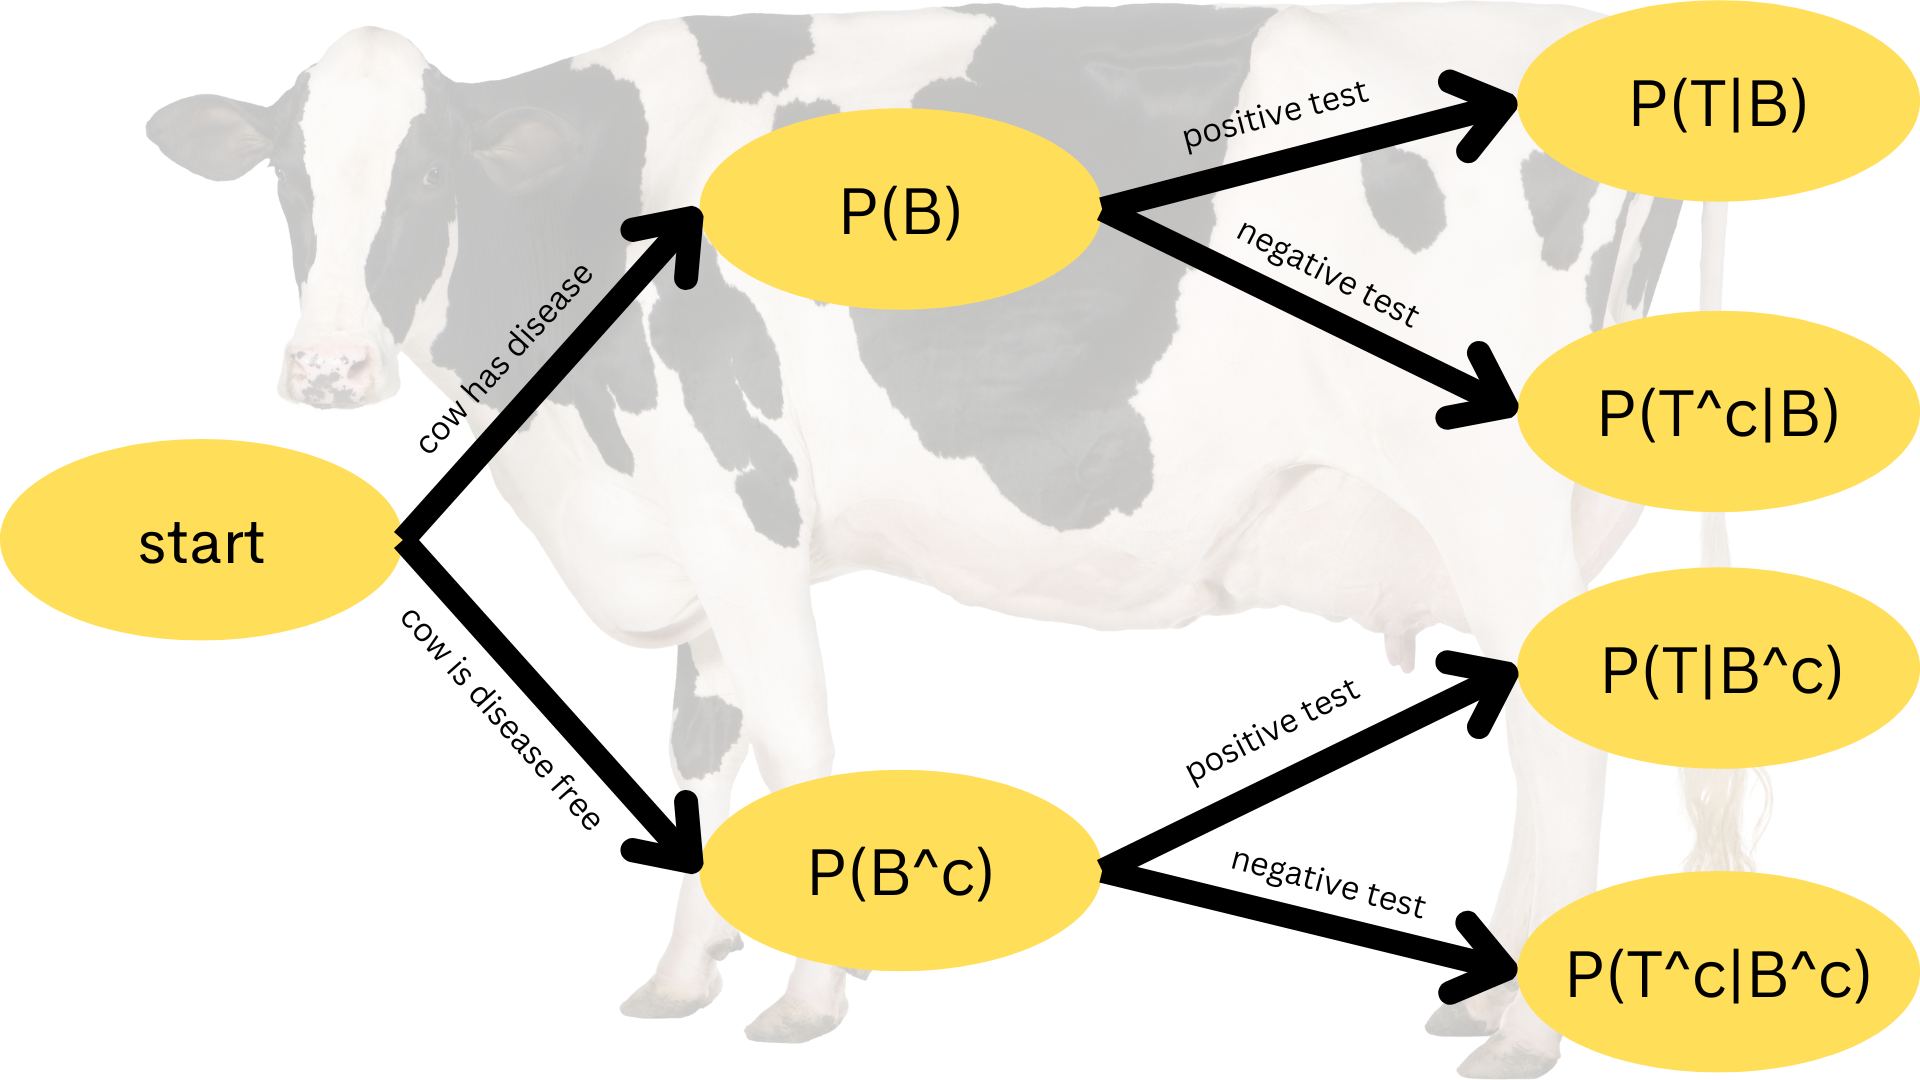 start
cow has disease
cow is disease free
P(B)
P(B^c)
positive test
negative test
positive test
negative test
P(T|B)
P(T^c|B)
P(T|B^c)
P(T^c|B^c)